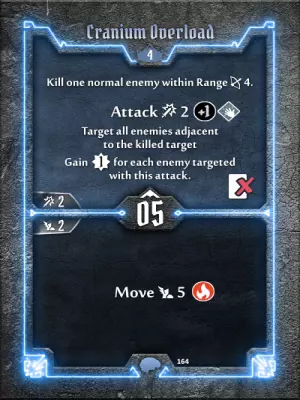 Cranium Overload
4
Kill one normal enemy within Range 4.
Attack 2 +1
Target all enemies adjacent
to the killed target
Gain 1 for each enemy targeted
with this attack.
2
05
2
Move 5
164